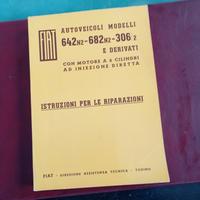 FIAT
AUTOVEICOLI MODELLI
642N2-682N2-306/2
E DERIVATI
CON MOTORE A 6 CILINDRI
AD INIEZIONE DIRETTA
ISTRUZIONI PER LE RIPARAZIONI
FIAT - DIREZIONE ASSISTENZA TECNICA - TORINO